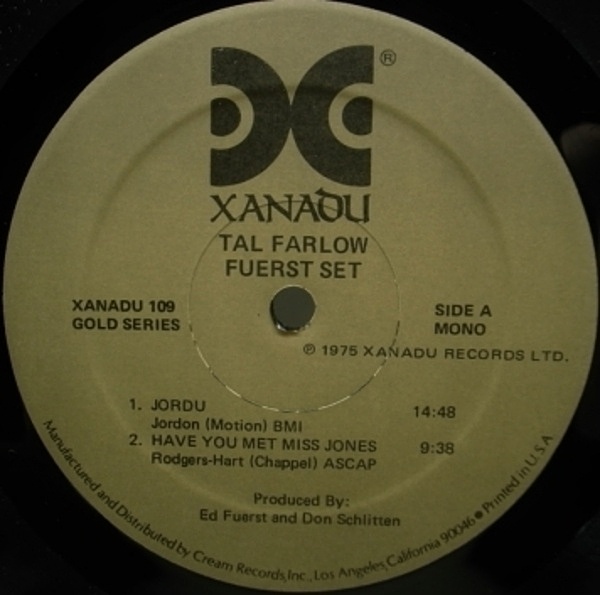 ®
XANADU
TAL FARLOW
FUERST SET
XANADU 109
GOLD SERIES
SIDE A
MONO
℗ 1975 XANADU RECORDS LTD.
1. JORDU 14:48
Jordon (Motion) BMI
2. HAVE YOU MET MISS JONES 9:38
Rodgers-Hart (Chappel) ASCAP
Produced By:
Ed Fuerst and Don Schlitten
Manufactured and Distributed by Cream Records, Inc., Los Angeles, California 90046 ● Printed in U.S.A